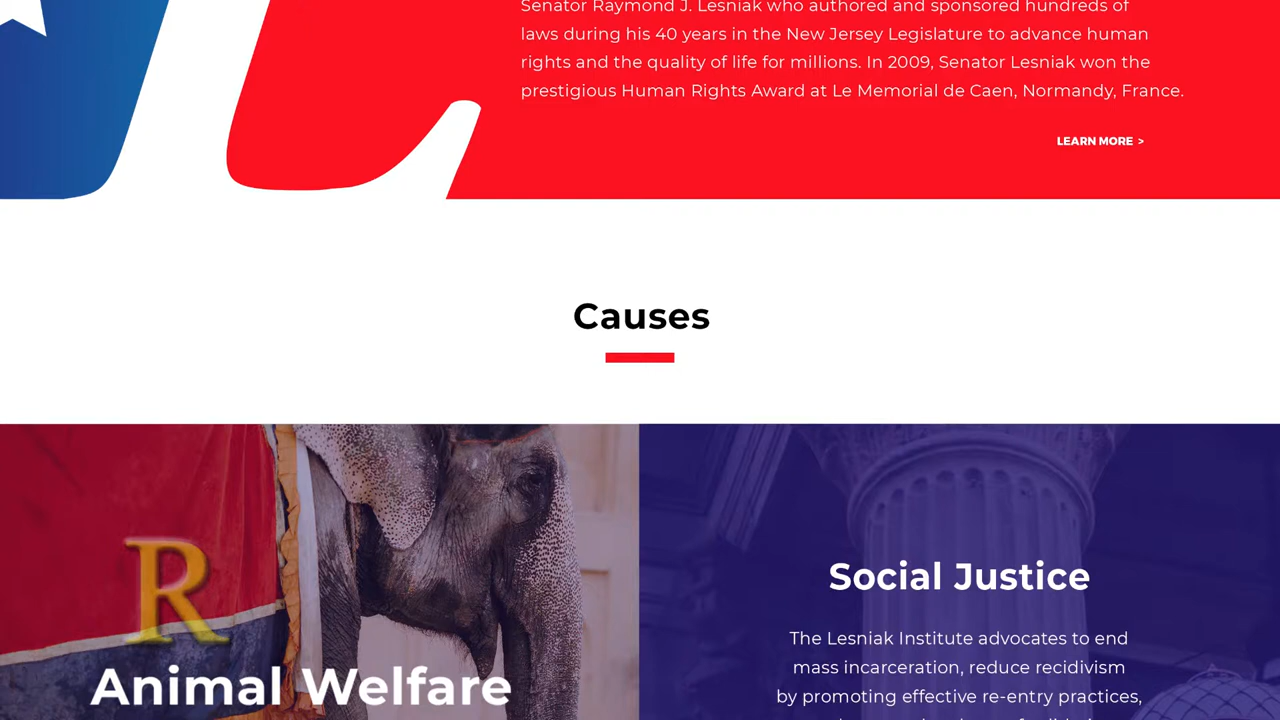 Senator Raymond J. Lesniak who authored and sponsored hundreds of
laws during his 40 years in the New Jersey Legislature to advance human
rights and the quality of life for millions. In 2009, Senator Lesniak won the
prestigious Human Rights Award at Le Memorial de Caen, Normandy, France.
LEARN MORE >
Causes
R
Animal Welfare
Social Justice
The Lesniak Institute advocates to end
mass incarceration, reduce recidivism
by promoting effective re-entry practices,